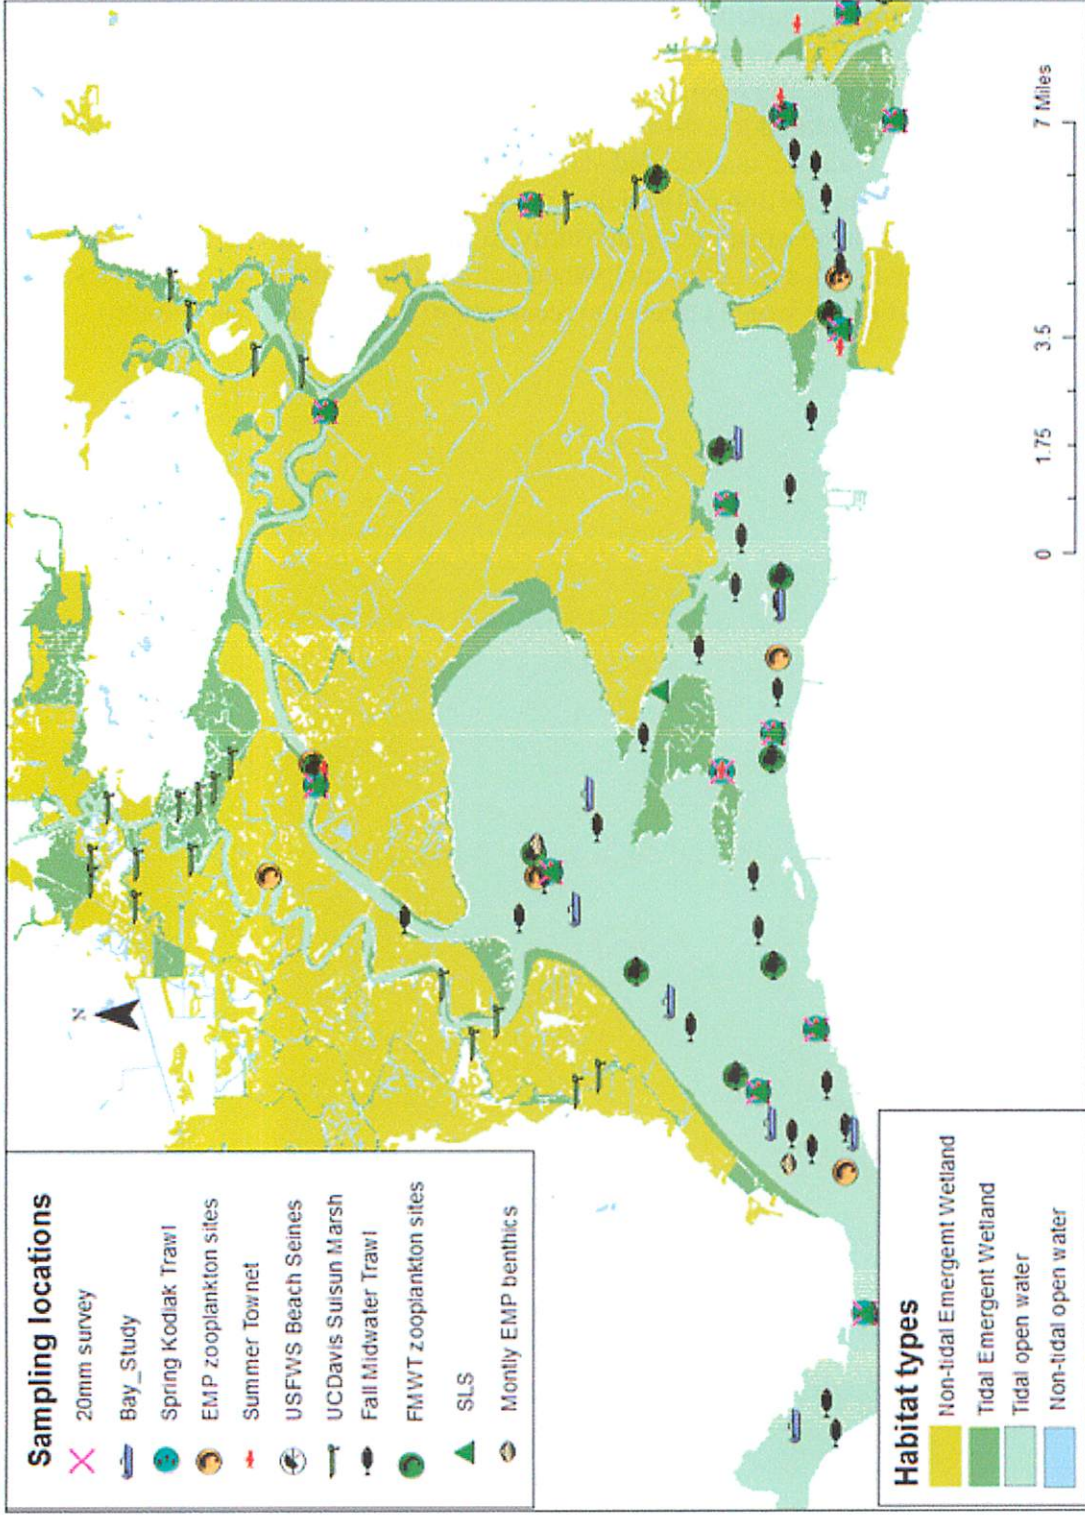 Sampling locations
20mm survey
Bay_Study
Spring Kodiak Trawl
EMP zooplankton sites
Summer Townet
USFWS Beach Seines
UCDavis Suisun Marsh
Fall Midwater Trawl
FMWT zooplankton sites
SLS
Montly EMP benthics
N
Habitat types
Non-tidal Emergemt Wetland
Tidal Emergent Wetland
Tidal open water
Non-tidal open water
0 1.75 3.5 7 Miles